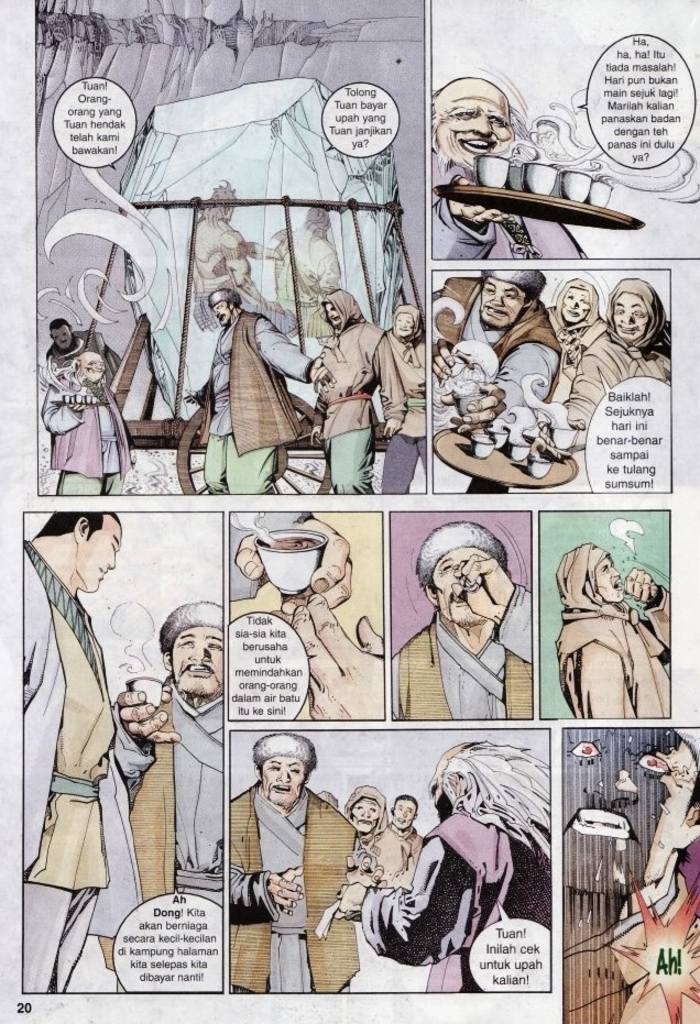 Tuan!
Orang-
orang yang
Tuan hendak
telah kami
bawakan!
Tolong
Tuan bayar
upah yang
Tuan janjikan
ya?
Ha,
ha, ha! Itu
tiada masalah!
Hari pun bukan
main sejuk lagi!
Marilah kalian
panaskan badan
dengan teh
panas ini dulu
ya?
Baiklah!
Sejuknya
hari ini
benar-benar
sampai
ke tulang
sumsum!
Ah
Dong! Kita
akan berniaga
secara kecil-kecilan
di kampung halaman
kita selepas kita
dibayar nanti!
Tidak
sia-sia kita
berusaha
untuk
memindahkan
orang-orang
dalam air batu
itu ke sini!
Tuan!
Inilah cek
untuk upah
kalian!
Ah!
20